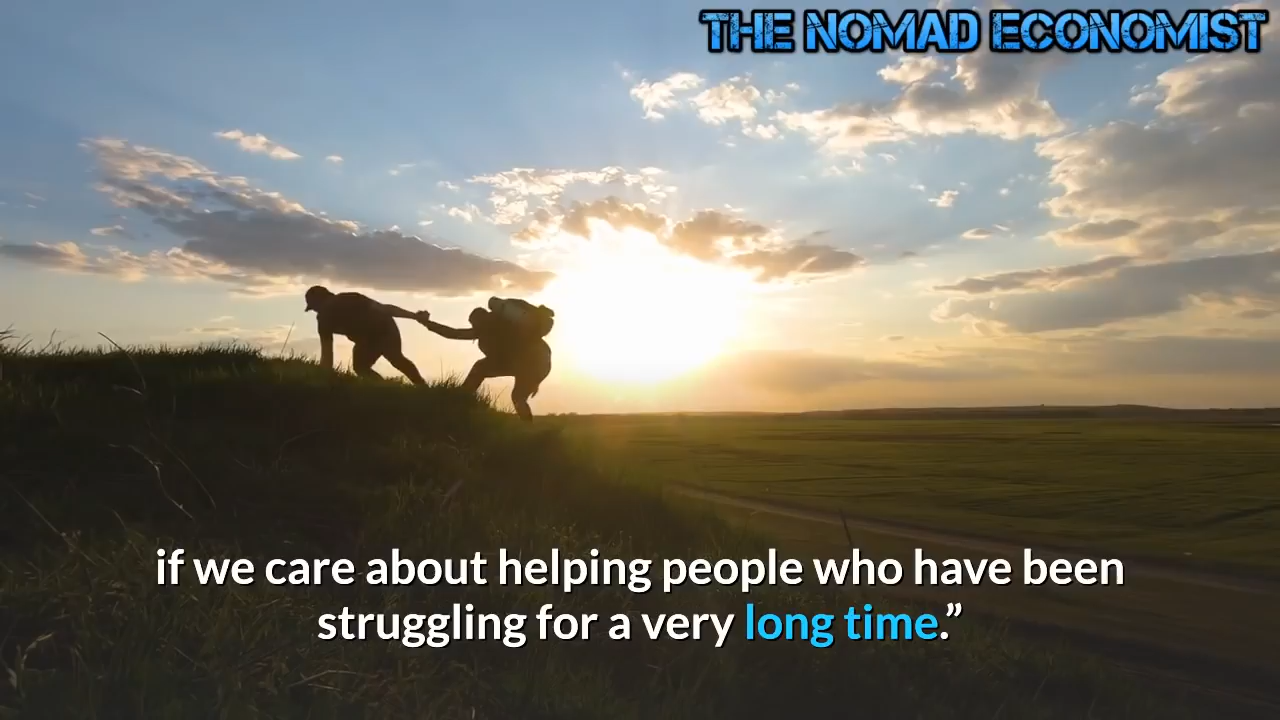 THE NOMAD ECONOMIST
if we care about helping people who have been
struggling for a very long time.”